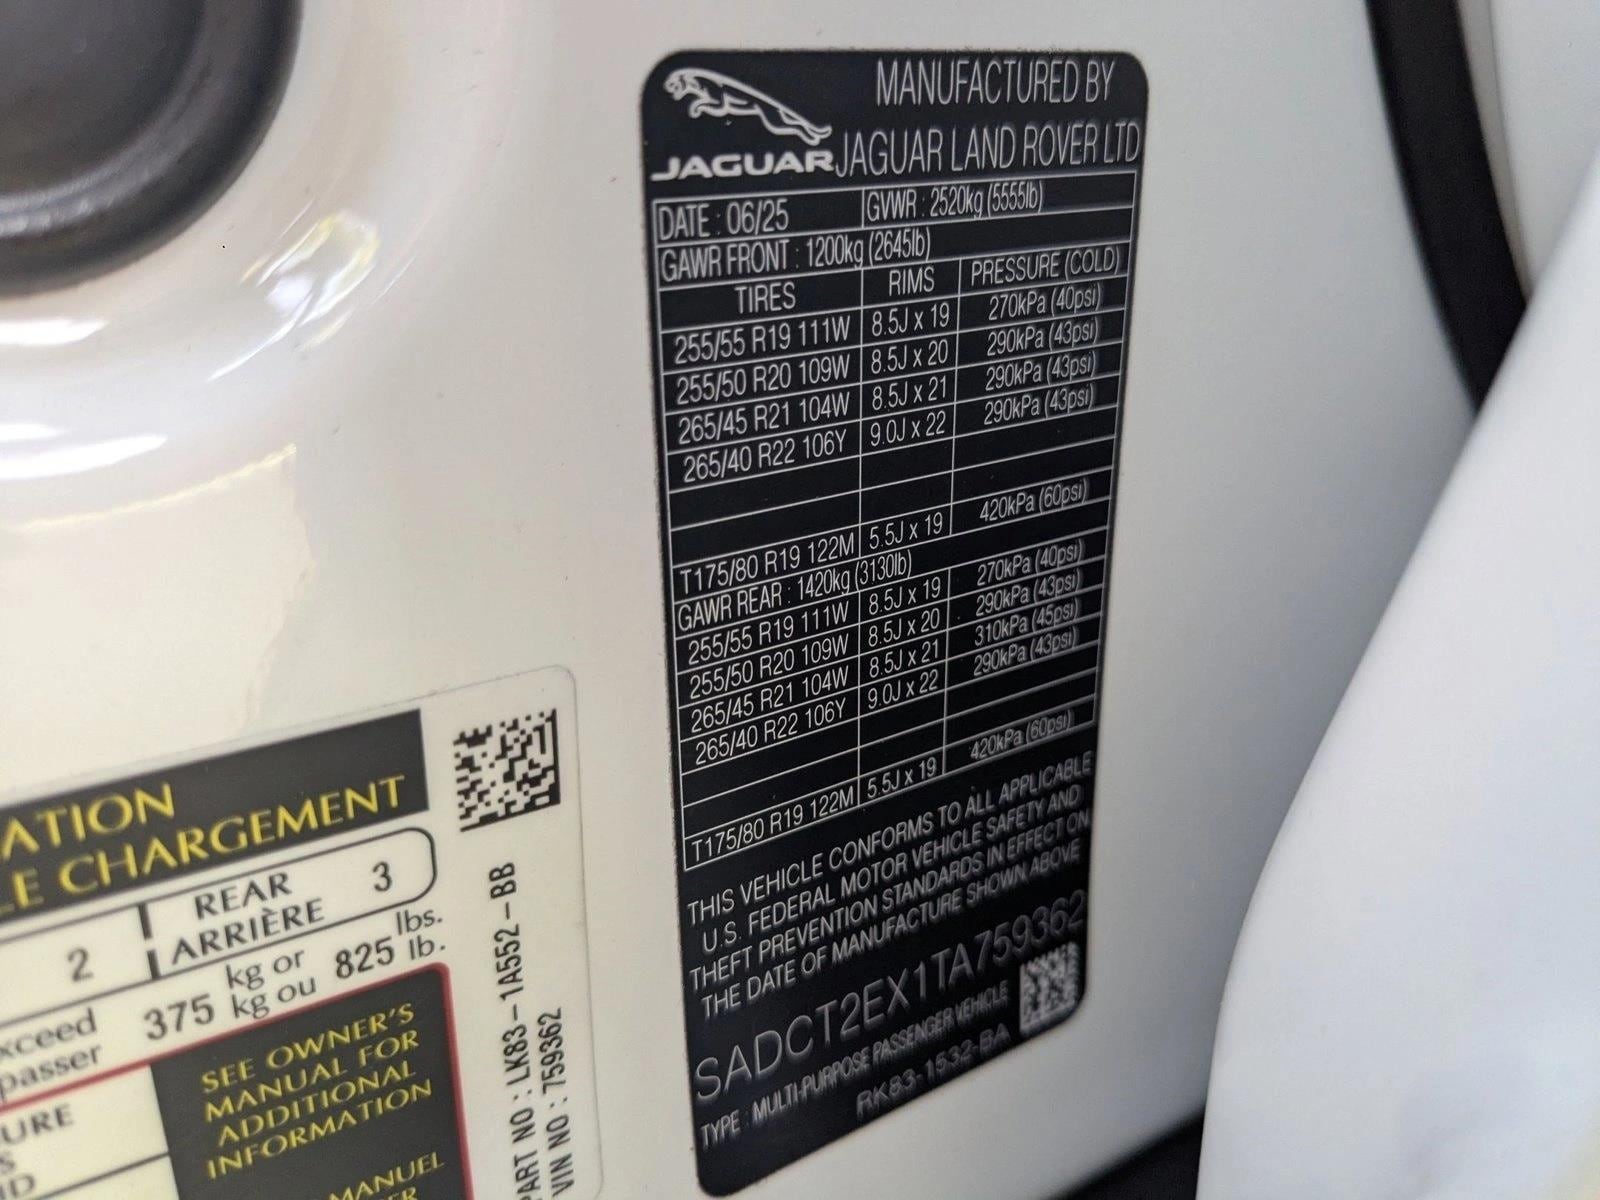 JAGUAR
MANUFACTURED BY
JAGUAR LAND ROVER LTD
DATE : 06/25 GVWR : 2520kg (5555lb)
GAWR FRONT : 1200kg (2645lb)
TIRES RIMS PRESSURE (COLD)
255/55 R19 111W 8.5J x 19 270kPa (40psi)
255/50 R20 109W 8.5J x 20 290kPa (43psi)
265/45 R21 104W 8.5J x 21 290kPa (43psi)
265/40 R22 106Y 9.0J x 22 290kPa (43psi)
T175/80 R19 122M 5.5J x 19 420kPa (60psi)
GAWR REAR : 1420kg (3130lb)
255/55 R19 111W 8.5J x 19 270kPa (40psi)
255/50 R20 109W 8.5J x 20 290kPa (43psi)
265/45 R21 104W 8.5J x 21 310kPa (45psi)
265/40 R22 106Y 9.0J x 22 290kPa (43psi)
T175/80 R19 122M 5.5J x 19 420kPa (60psi)
THIS VEHICLE CONFORMS TO ALL APPLICABLE
U.S. FEDERAL MOTOR VEHICLE SAFETY AND
THEFT PREVENTION STANDARDS IN EFFECT ON
THE DATE OF MANUFACTURE SHOWN ABOVE
SADCT2EX1TA759362
TYPE : MULTI-PURPOSE PASSENGER VEHICLE
RK83-1532-BA
ATION
LE CHARGEMENT
2 REAR 3
ARRIÈRE
xceed 375 kg or 825 lbs.
passer kg ou lb.
SEE OWNER'S
MANUAL FOR
ADDITIONAL
INFORMATION
MANUEL
URE
S
ID
PART NO : LK83-1A552-BB
VIN NO : 759362